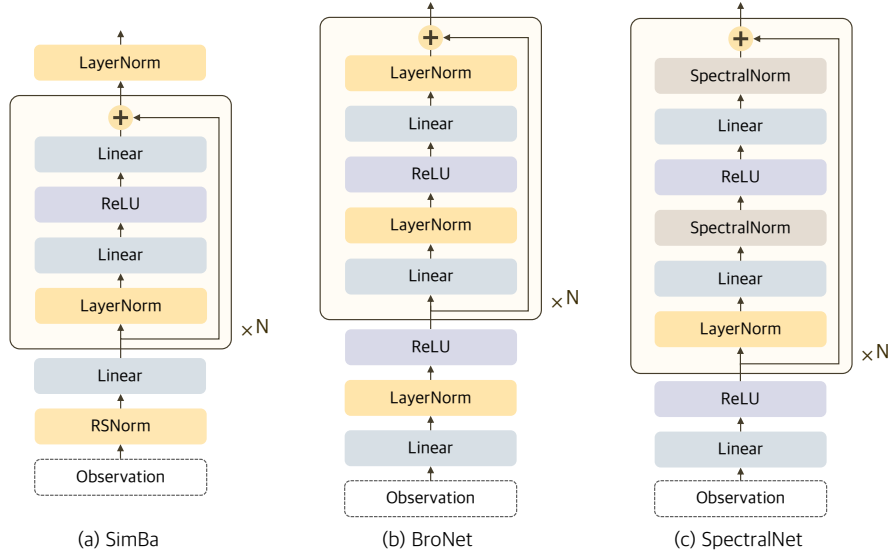 LayerNorm
+
Linear
ReLU
Linear
LayerNorm
× N
Linear
RSNorm
Observation
(a) SimBa
+
LayerNorm
Linear
ReLU
LayerNorm
Linear
× N
ReLU
LayerNorm
Linear
Observation
(b) BroNet
+
SpectralNorm
Linear
ReLU
SpectralNorm
Linear
LayerNorm
× N
ReLU
Linear
Observation
(c) SpectralNet